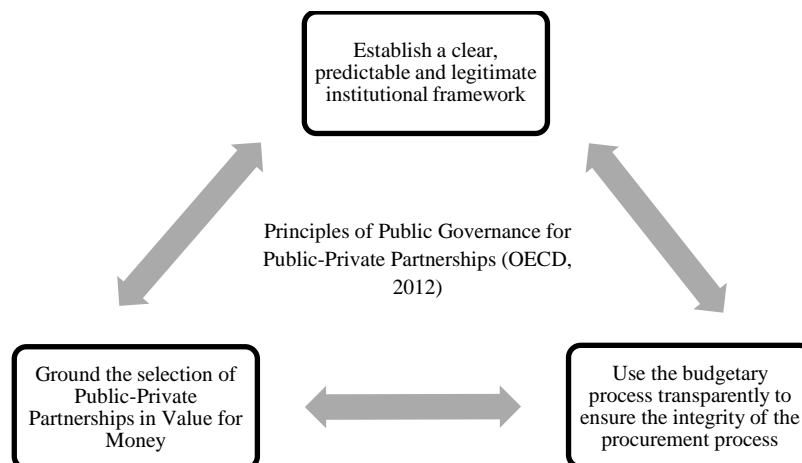 Establish a clear,
predictable and legitimate
institutional framework
Principles of Public Governance for
Public-Private Partnerships (OECD,
2012)
Ground the selection of
Public-Private
Partnerships in Value for
Money
Use the budgetary
process transparently to
ensure the integrity of the
procurement process